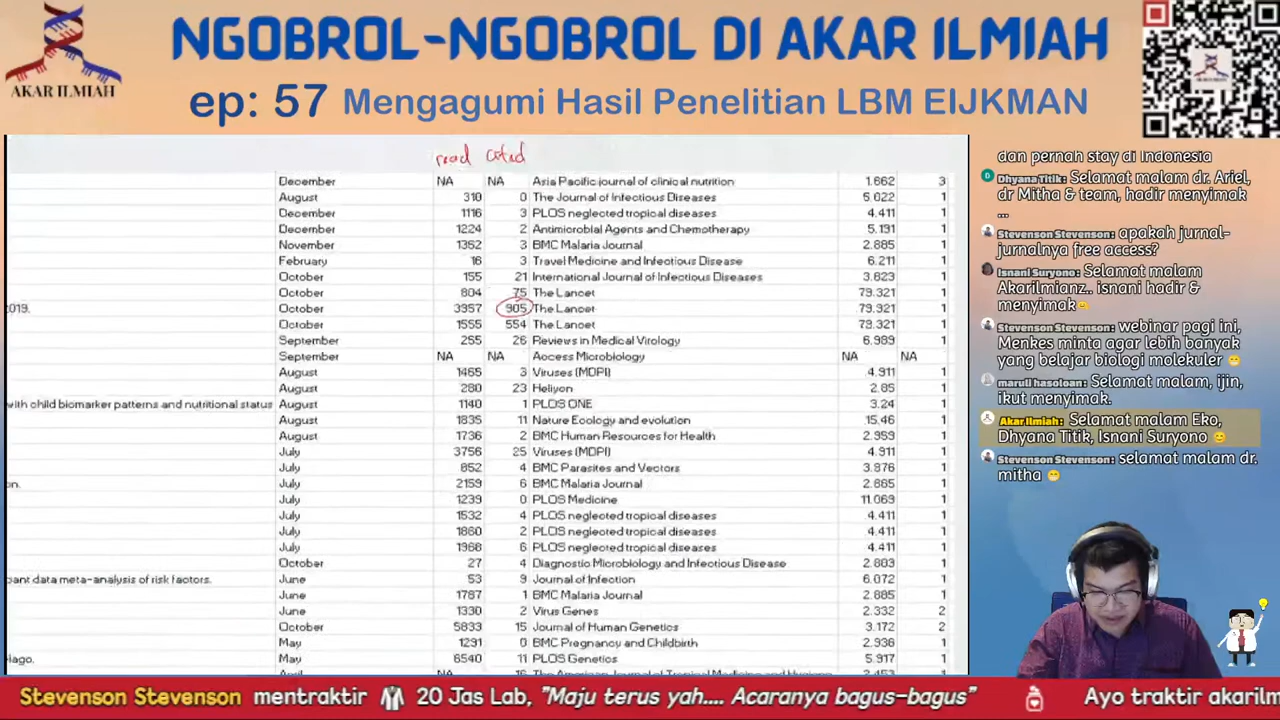 NGOBROL-NGOBROL DI AKAR ILMIAH
AKAR ILMIAH
ep: 57 Mengagumi Hasil Penelitian LBM EIJKMAN
read cited
December NA NA Asia Pacific journal of clinical nutrition 1.662 3
August 310 0 The Journal of Infectious Diseases 5.022 1
December 1116 3 PLOS neglected tropical diseases 4.411 1
December 1224 2 Antimicrobial Agents and Chemotherapy 5.191 1
November 1352 3 BMC Malaria Journal 2.885 1
February 16 3 Travel Medicine and Infectious Disease 6.211 1
October 155 21 International Journal of Infectious Diseases 3.623 1
October 804 75 The Lancet 79.321 1
2019. October 3957 905 The Lancet 79.321 1
October 1555 554 The Lancet 79.321 1
September 255 26 Reviews in Medical Virology 6.989 1
September NA NA Access Microbiology NA NA
August 1465 3 Viruses (MDPI) 4.911 1
August 280 23 Heliyon 2.85 1
with child biomarker patterns and nutritional status August 1140 1 PLOS ONE 3.24 1
August 1835 11 Nature Ecology and evolution 15.46 1
August 1736 2 BMC Human Resources for Health 2.959 1
July 3756 25 Viruses (MDPI) 4.911 1
July 852 4 BMC Parasites and Vectors 3.876 1
on. July 2159 6 BMC Malaria Journal 2.885 1
July 1239 0 PLOS Medicine 11.069 1
July 1532 4 PLOS neglected tropical diseases 4.411 1
July 1860 2 PLOS neglected tropical diseases 4.411 1
July 1968 6 PLOS neglected tropical diseases 4.411 1
October 27 4 Diagnostic Microbiology and Infectious Disease 2.803 1
pant data meta-analysis of risk factors. June 53 9 Journal of Infection 6.072 1
June 1787 1 BMC Malaria Journal 2.885 1
June 1330 2 Virus Genes 2.332 2
October 5833 15 Journal of Human Genetics 3.172 2
May 1291 0 BMC Pregnancy and Childbirth 2.936 1
May 6540 11 PLOS Genetics 5.917 1
dan pernah stay di Indonesia
Dhyana Titik: Selamat malam dr. Ariel,
dr Mitha & team, hadir menyimak
...
Stevenson Stevenson: apakah jurnal-
jurnalnya free access?
Isnani Suryono: Selamat malam
Akarilmianz.. isnani hadir &
menyimak
Stevenson Stevenson: webinar pagi ini,
Menkes minta agar lebih banyak
yang belajar biologi molekuler
maruli hasoloan: Selamat malam, ijin,
ikut menyimak.
Akar Ilmiah: Selamat malam Eko,
Dhyana Titik, Isnani Suryono
Stevenson Stevenson: selamat malam dr.
mitha
Stevenson Stevenson mentraktir 20 Jas Lab, "Maju terus yah.... Acaranya bagus-bagus" Ayo traktir akarilm